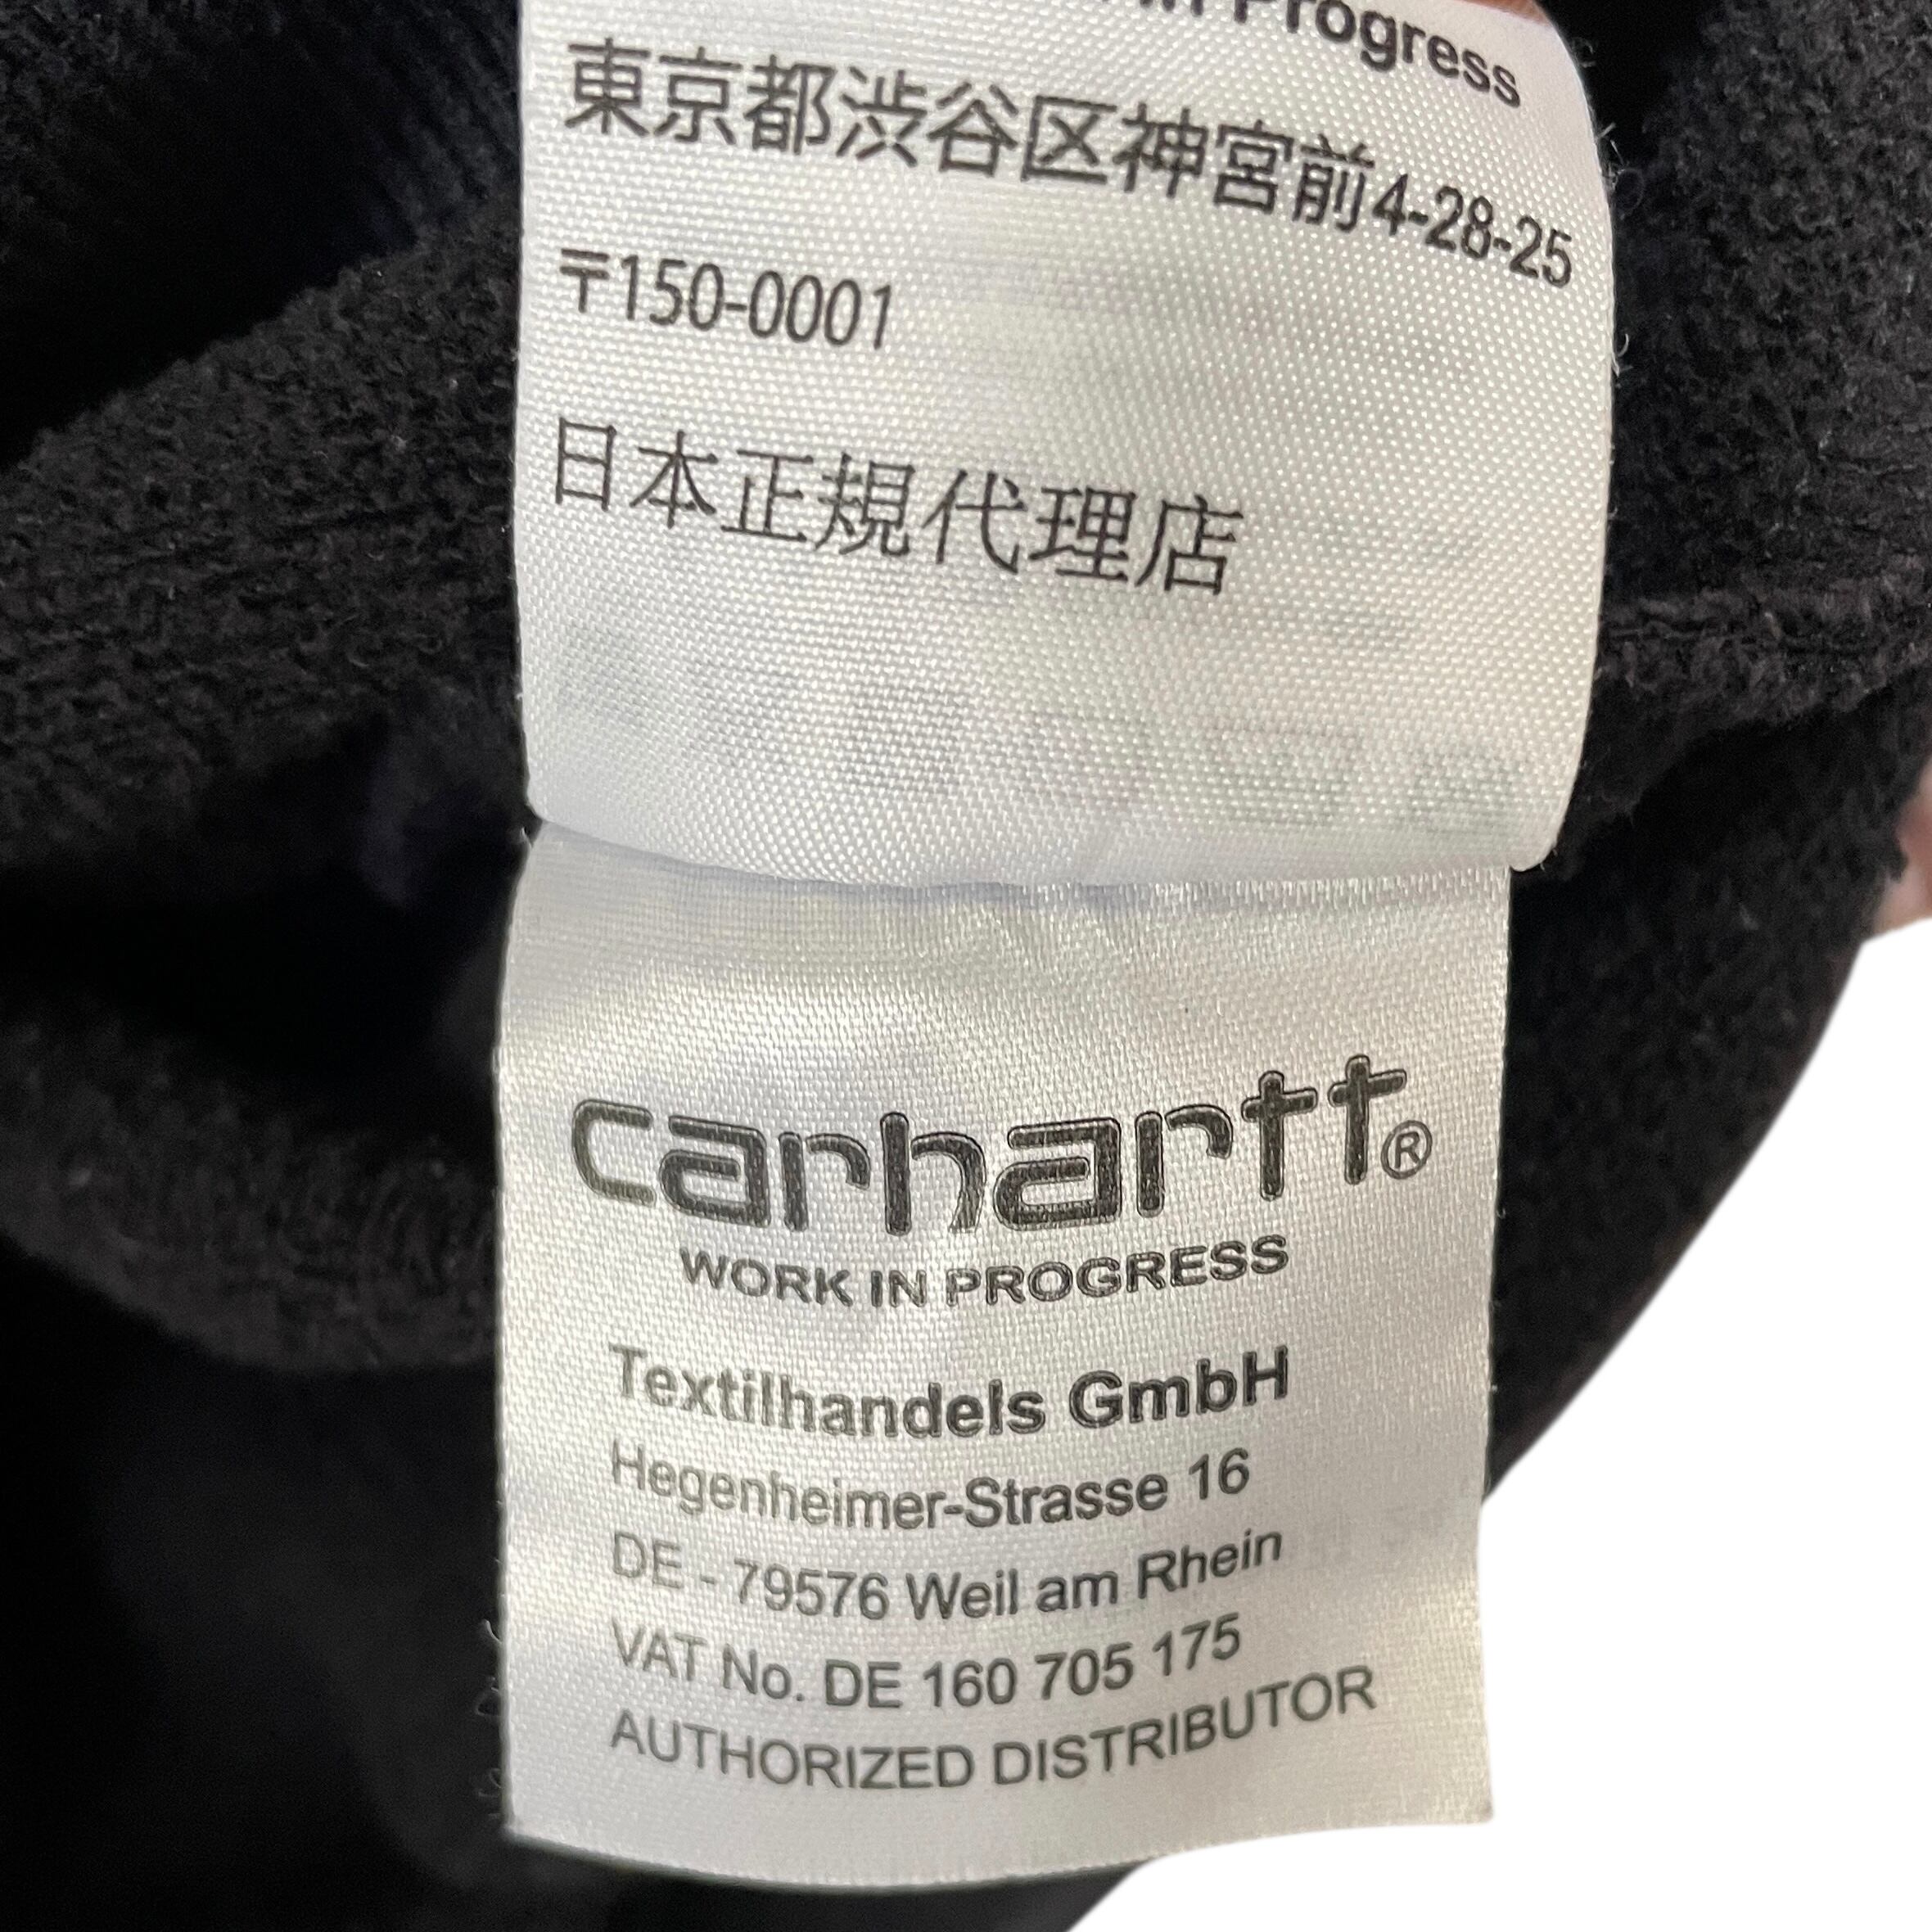 in Progress
東京都渋谷区神宮前4-28-25
〒150-0001
日本正規代理店
carhartt®
WORK IN PROGRESS
Textilhandels GmbH
Hegenheimer-Strasse 16
DE - 79576 Weil am Rhein
VAT No. DE 160 705 175
AUTHORIZED DISTRIBUTOR